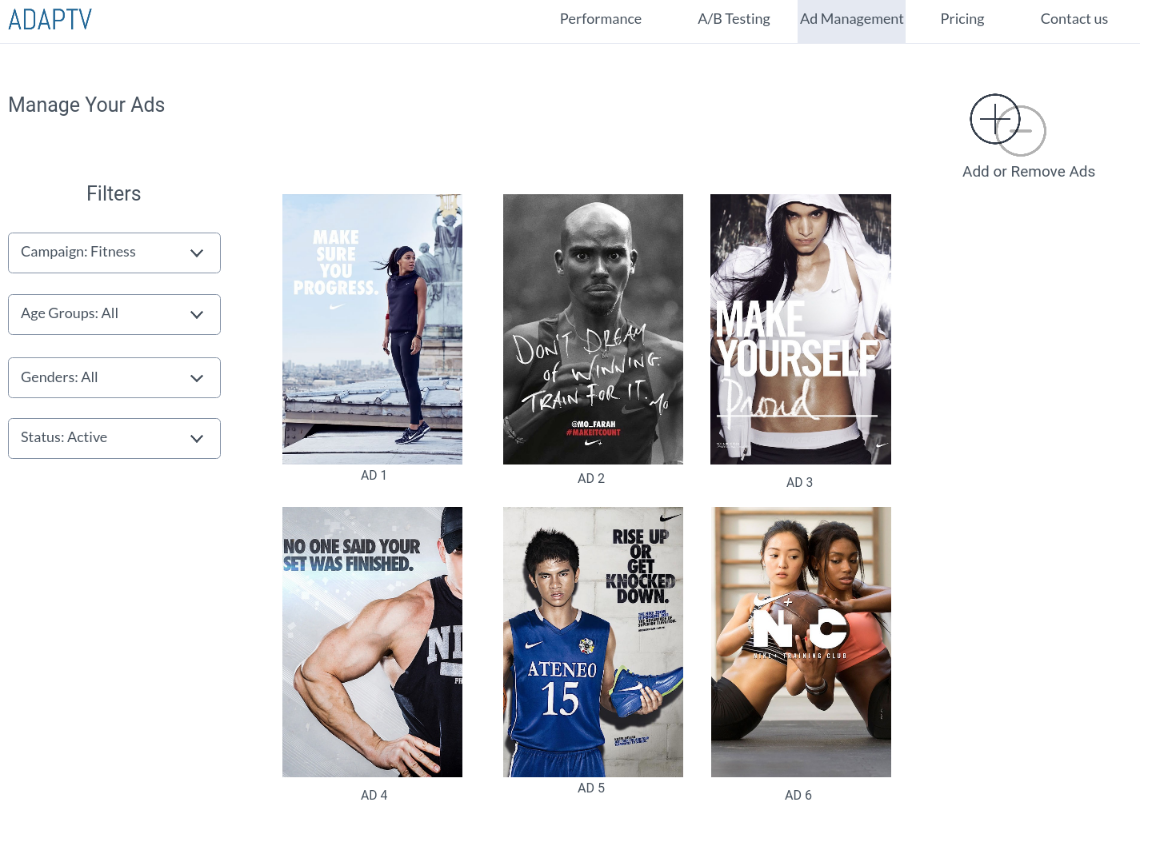 ADAPTV
Performance
A/B Testing
Ad Management
Pricing
Contact us
Manage Your Ads
Add or Remove Ads
Filters
Campaign: Fitness
Age Groups: All
Genders: All
Status: Active
MAKE
SURE
YOU
PROGRESS.
AD 1
DON'T DREAM
of WINNING.
TRAIN FOR IT. Mo
@MO_FARAH
#MAKEITCOUNT
AD 2
MAKE
YOURSELF
Proud
AD 3
NO ONE SAID YOUR
SET WAS FINISHED.
NI
AD 4
RISE UP
OR
GET
KNOCKED
DOWN.
ATENEO
15
AD 5
N+C
NIKE+ TRAINING CLUB
AD 6